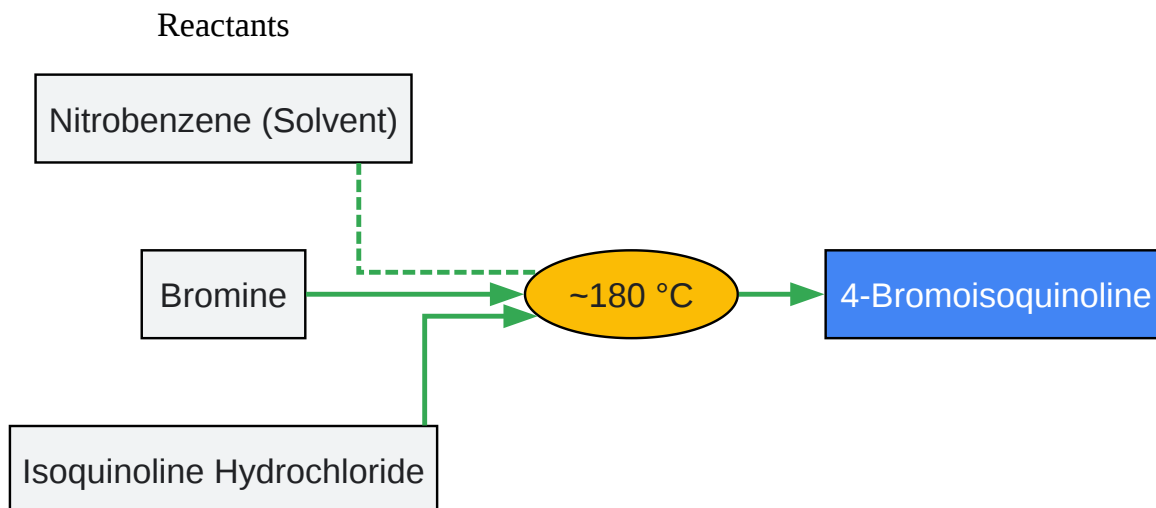 Reactants
Nitrobenzene (Solvent)
Bromine
~180 °C
4-Bromoisoquinoline
Isoquinoline Hydrochloride